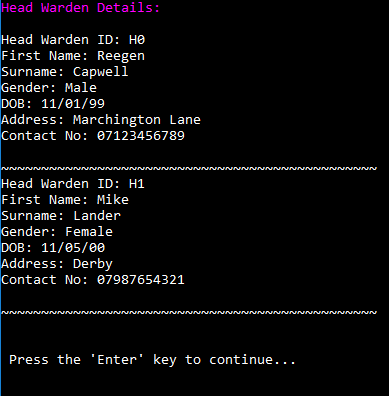 Head Warden Details:
Head Warden ID: H0
First Name: Reegen
Surname: Capwell
Gender: Male
DOB: 11/01/99
Address: Marchington Lane
Contact No: 07123456789
~~~~~~~~~~~~~~~~~~~~~~~~~~~~~~~~~~~~~~~~~~~~~~~
Head Warden ID: H1
First Name: Mike
Surname: Lander
Gender: Female
DOB: 11/05/00
Address: Derby
Contact No: 07987654321
~~~~~~~~~~~~~~~~~~~~~~~~~~~~~~~~~~~~~~~~~~~~~~~
Press the 'Enter' key to continue...